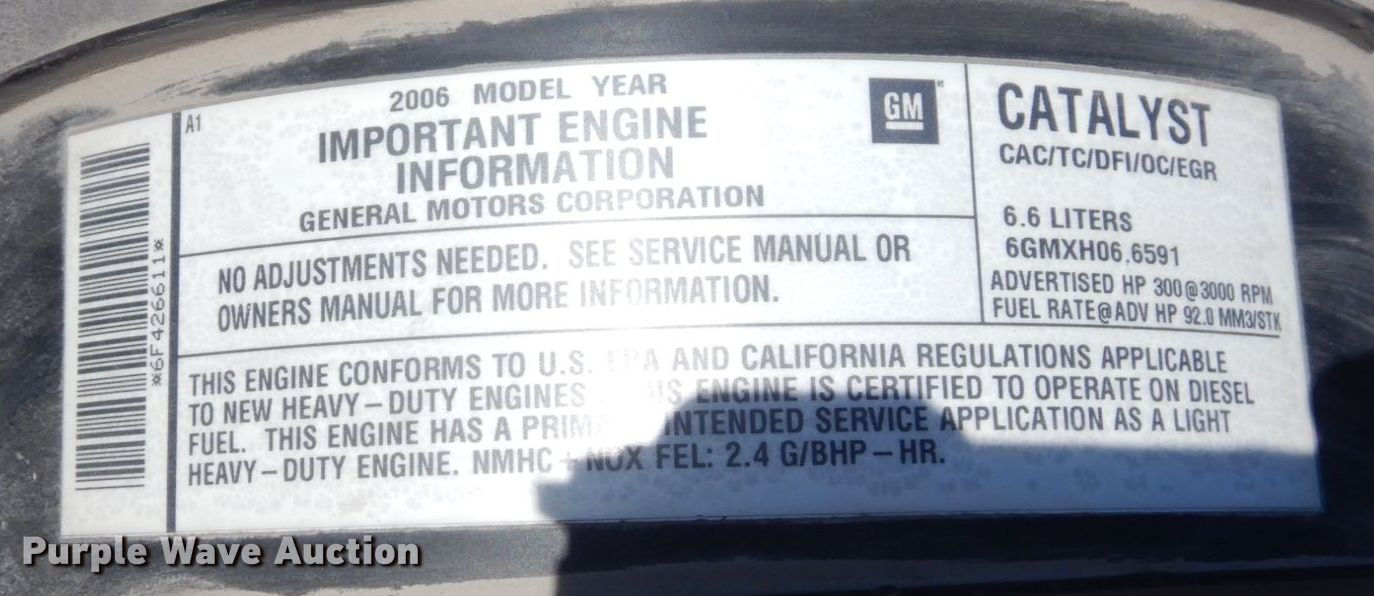 *6F4266611*
A1
2006 MODEL YEAR
IMPORTANT ENGINE
INFORMATION
GENERAL MOTORS CORPORATION
GM
NO ADJUSTMENTS NEEDED. SEE SERVICE MANUAL OR
OWNERS MANUAL FOR MORE INFORMATION.
CATALYST
CAC/TC/DFI/OC/EGR
6.6 LITERS
6GMXH06.6591
ADVERTISED HP 300@3000 RPM
FUEL RATE@ADV HP 92.0 MM3/STK
THIS ENGINE CONFORMS TO U.S. EPA AND CALIFORNIA REGULATIONS APPLICABLE
TO NEW HEAVY–DUTY ENGINES THIS ENGINE IS CERTIFIED TO OPERATE ON DIESEL
FUEL. THIS ENGINE HAS A PRIMARY INTENDED SERVICE APPLICATION AS A LIGHT
HEAVY–DUTY ENGINE. NMHC + NOX FEL: 2.4 G/BHP–HR.
Purple Wave Auction